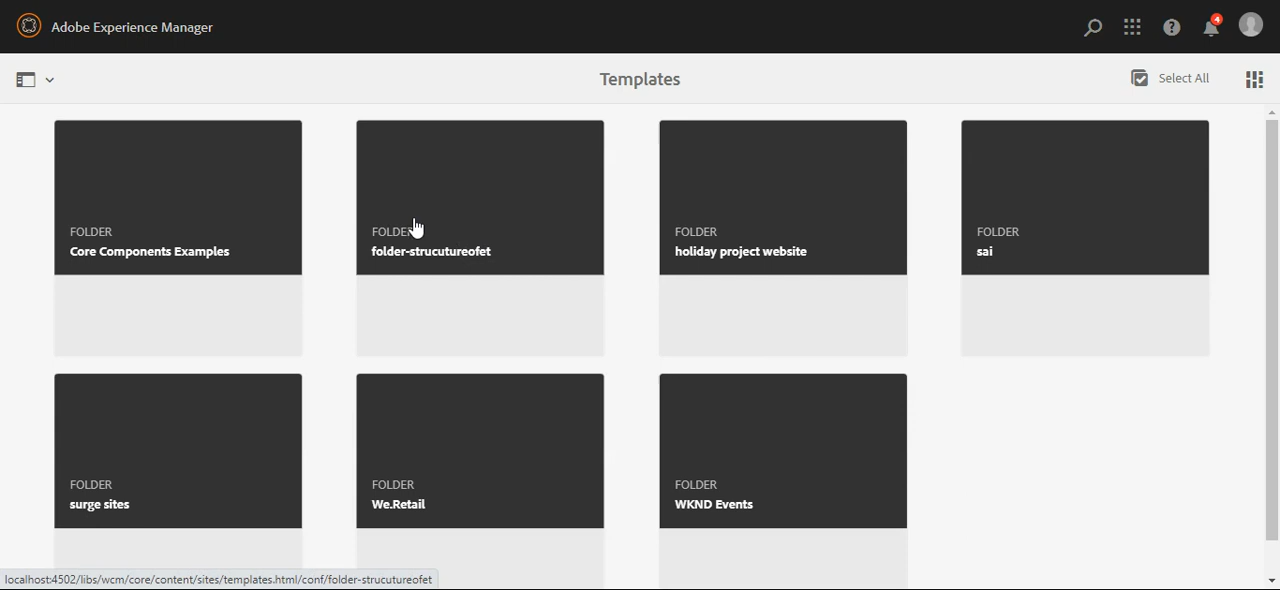 Adobe Experience Manager
4
Templates
Select All
FOLDER
Core Components Examples
FOLDER
folder-strucutureofet
FOLDER
holiday project website
FOLDER
sai
FOLDER
surge sites
FOLDER
We.Retail
FOLDER
WKND Events
localhost:4502/libs/wcm/core/content/sites/templates.html/conf/folder-strucutureofet